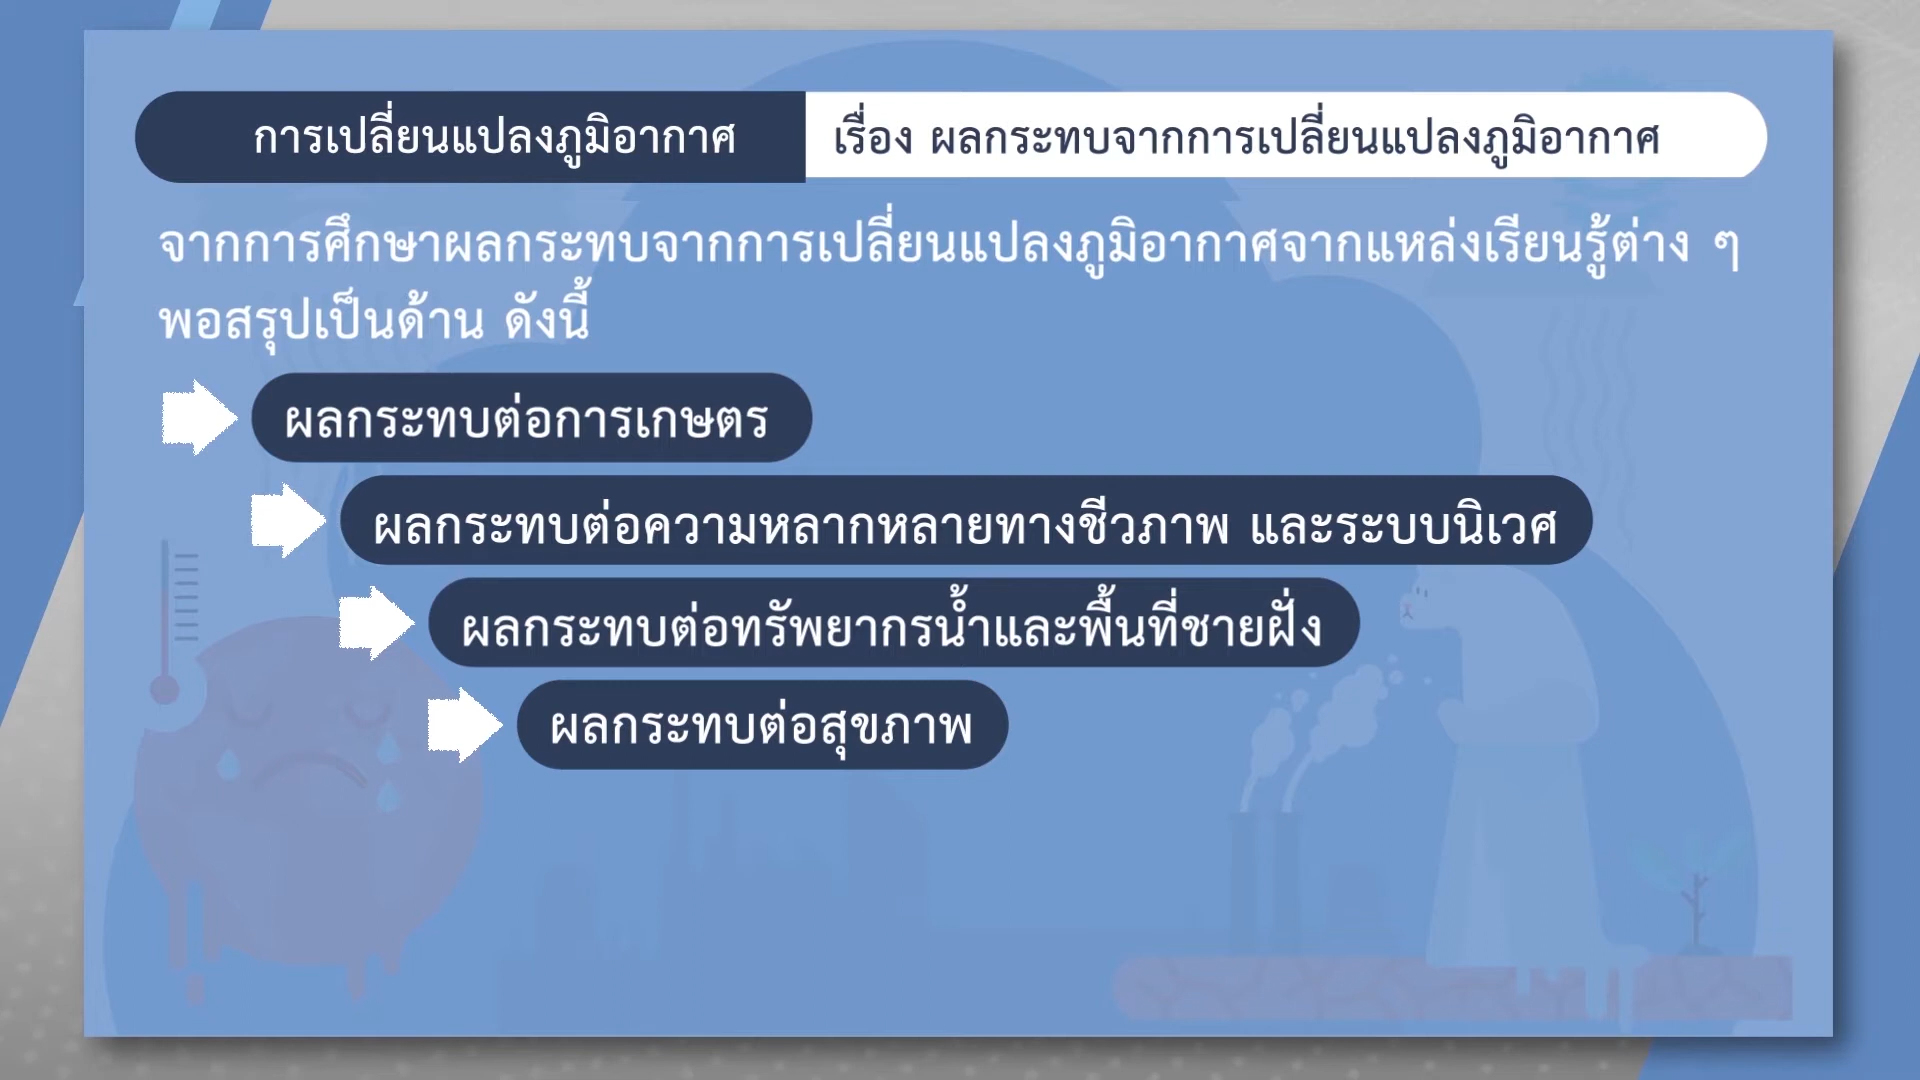 การเปลี่ยนแปลงภูมิอากาศ
เรื่อง ผลกระทบจากการเปลี่ยนแปลงภูมิอากาศ
จากการศึกษาผลกระทบจากการเปลี่ยนแปลงภูมิอากาศจากแหล่งเรียนรู้ต่าง ๆ
พอสรุปเป็นด้าน ดังนี้
ผลกระทบต่อการเกษตร
ผลกระทบต่อความหลากหลายทางชีวภาพ และระบบนิเวศ
ผลกระทบต่อทรัพยากรน้ำและพื้นที่ชายฝั่ง
ผลกระทบต่อสุขภาพ